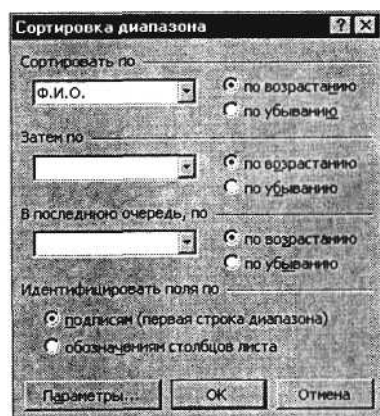 Сортировка диапазона
Сортировать по
Ф.И.О.
по возрастанию
по убыванию
Затем по
по возрастанию
по убыванию
В последнюю очередь, по
по возрастанию
по убыванию
Идентифицировать поля по
подписям (первая строка диапазона)
обозначениям столбцов листа
Параметры... ОК Отмена